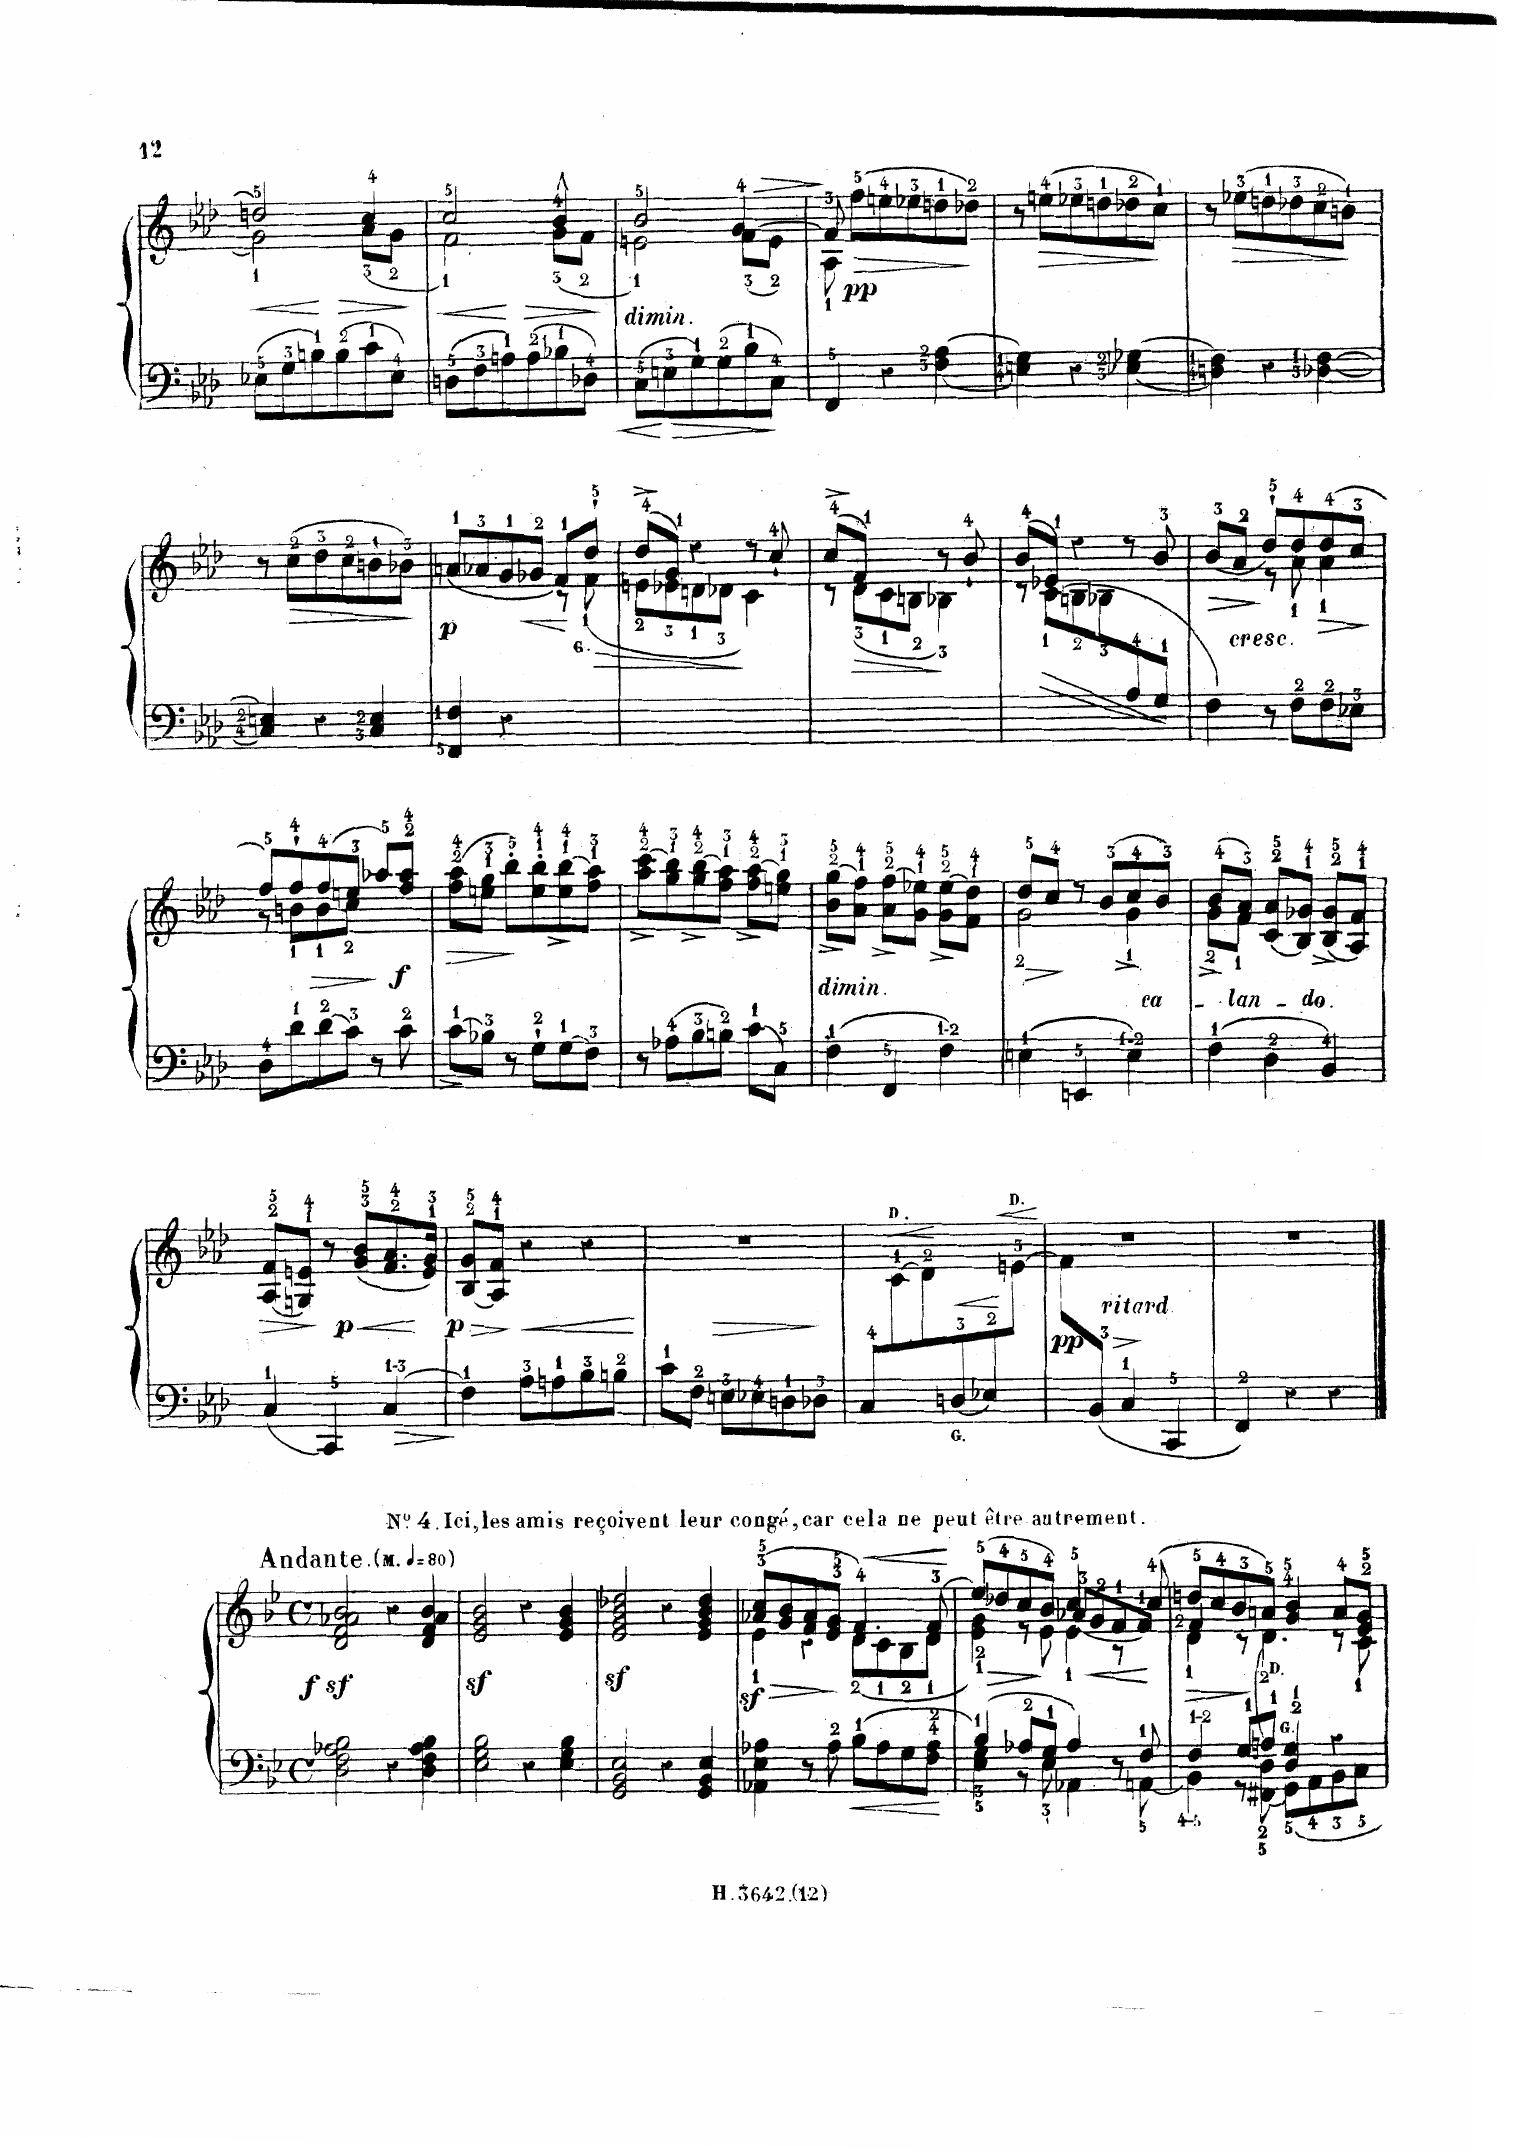 12
dimin.
pp
p
G.
cresc.
f
dimin.
ca - lan - do.
D. D.
p p
ritard
pp
G.
Nº 4. Ici, les amis reçoivent leur congé, car cela ne peut être autrement.
Andante. (M. ♩=80)
f sf sf sf sf
D.
G.
H. 3642. (12)